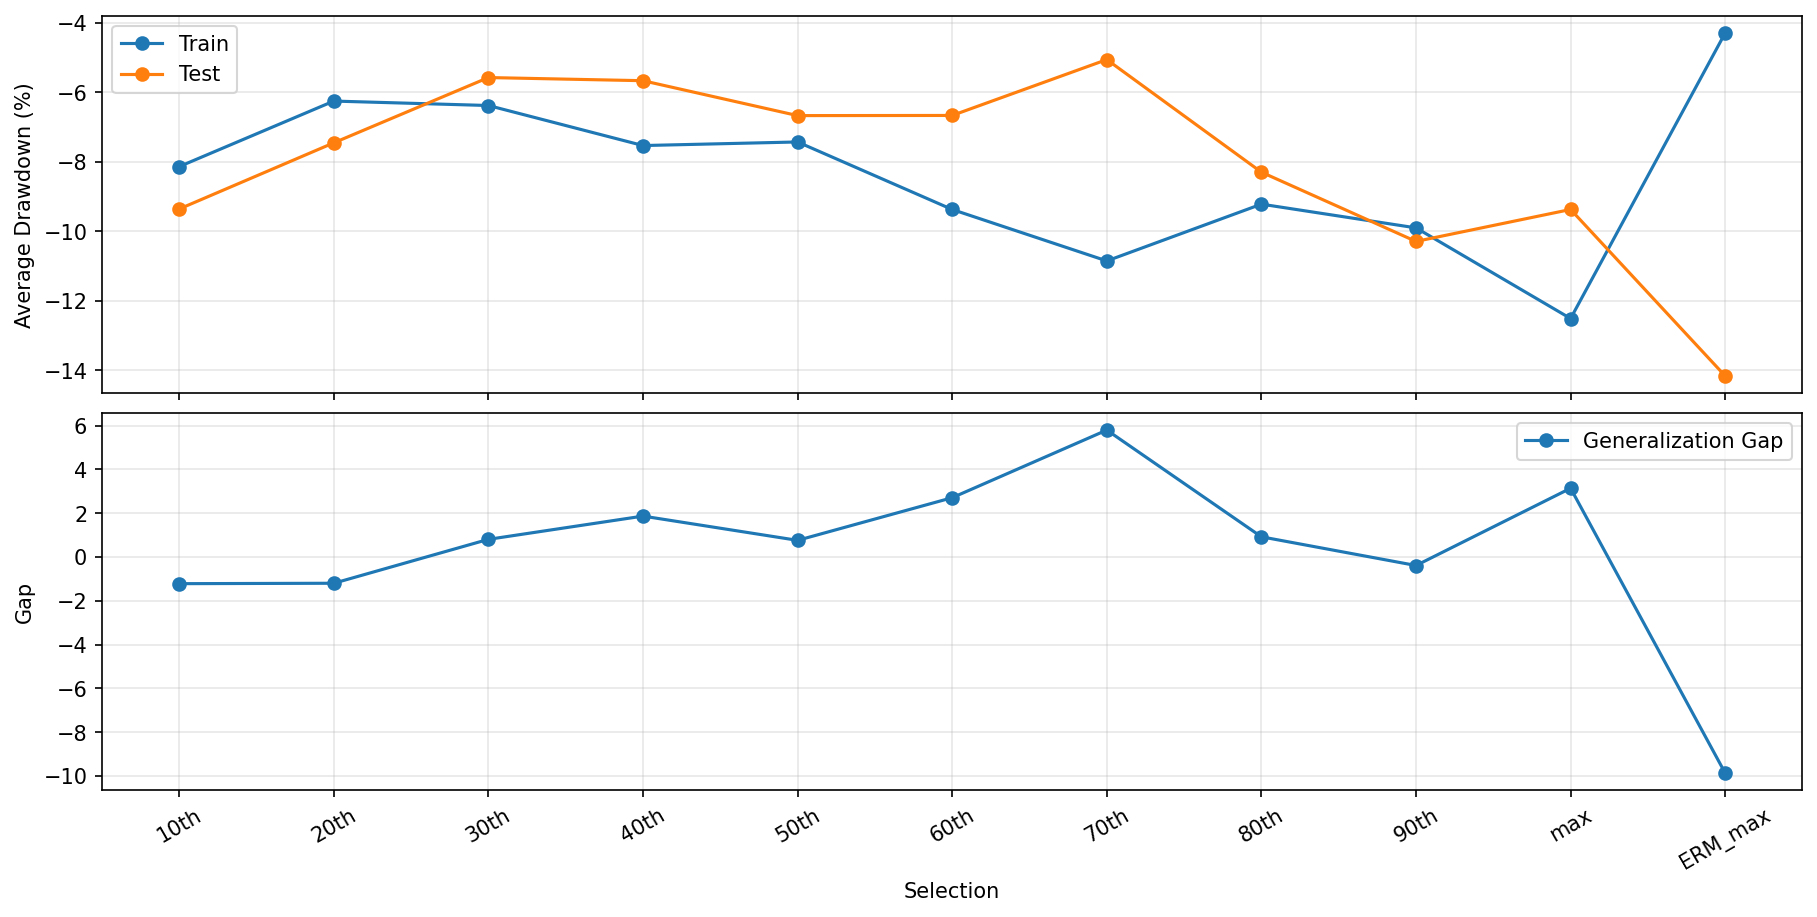 Average Drawdown (%)
−4
−6
−8
−10
−12
−14
Train
Test
Gap
6
4
2
0
−2
−4
−6
−8
−10
Generalization Gap
10th
20th
30th
40th
50th
60th
70th
80th
90th
max
ERM_max
Selection